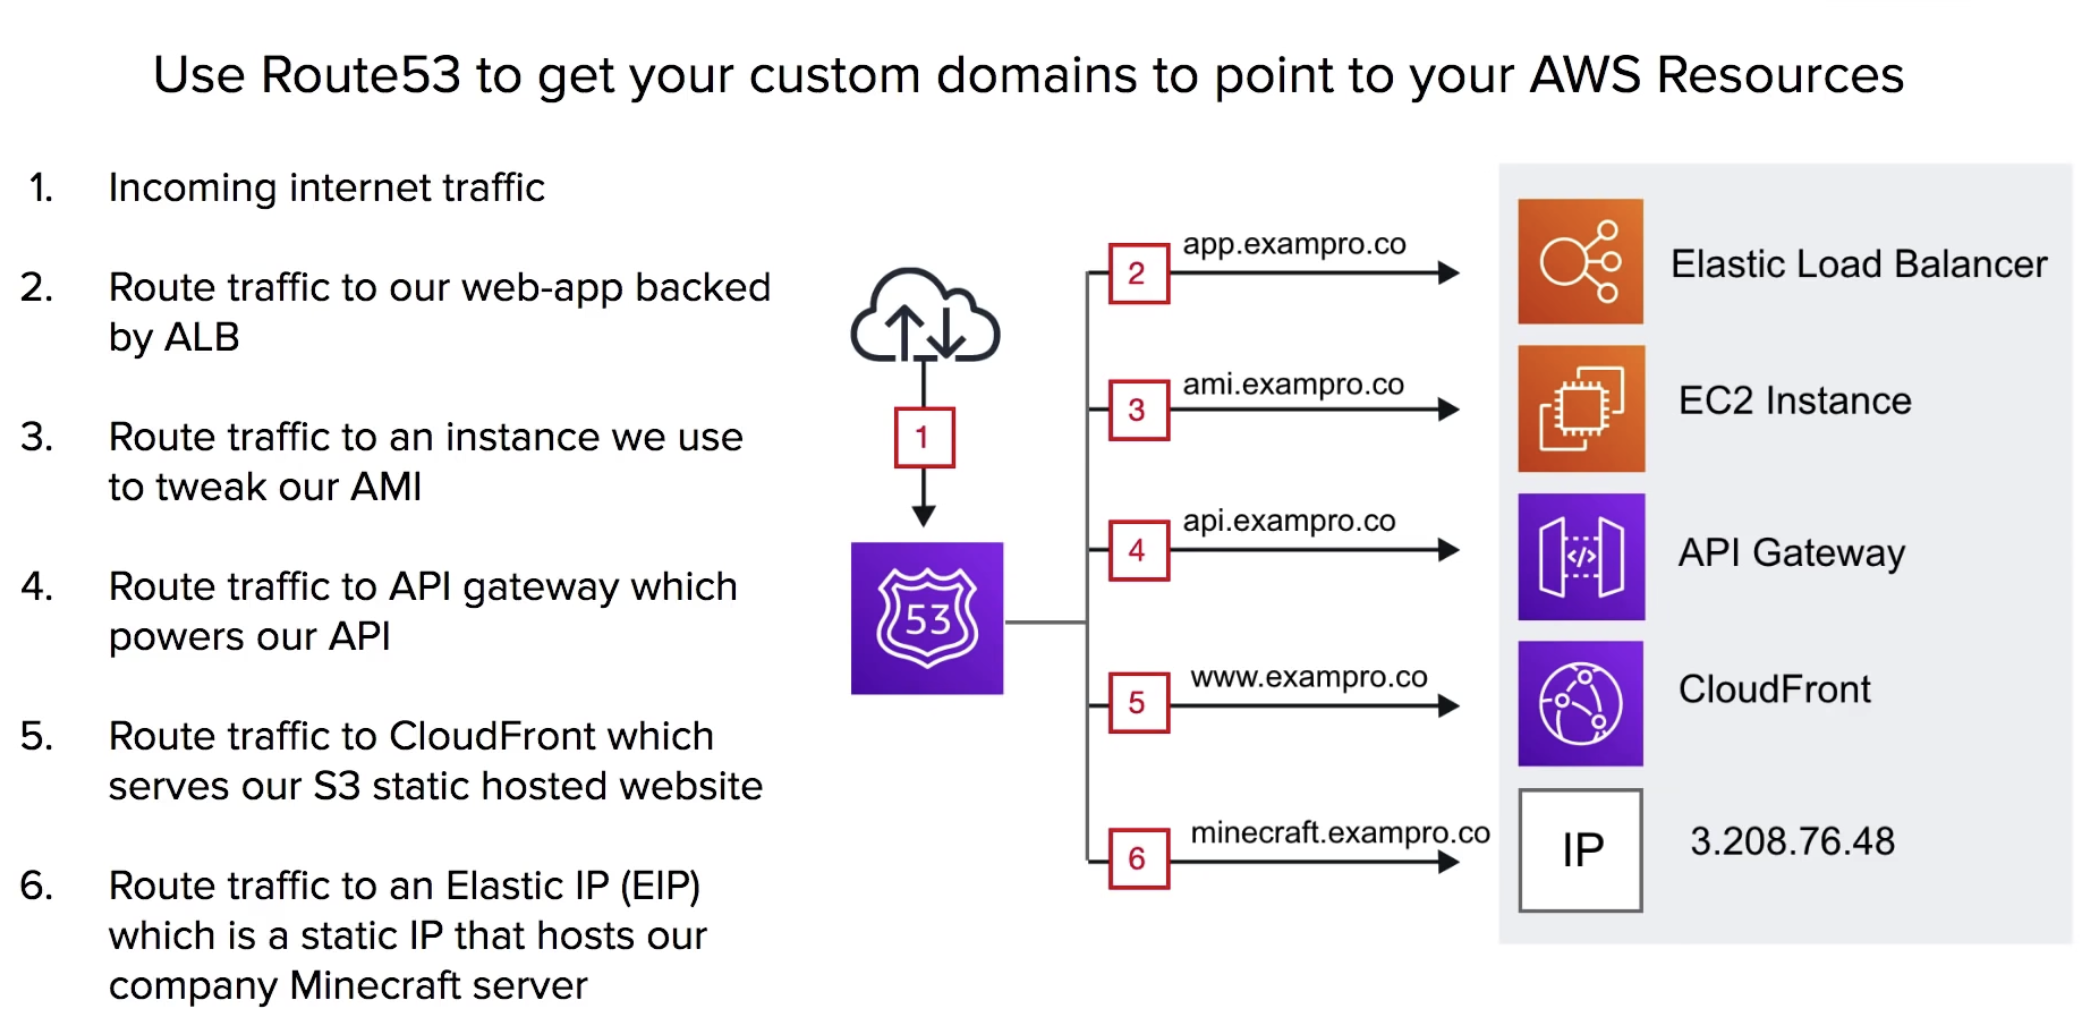 Use Route53 to get your custom domains to point to your AWS Resources
1. Incoming internet traffic
2. Route traffic to our web-app backed
by ALB
3. Route traffic to an instance we use
to tweak our AMI
4. Route traffic to API gateway which
powers our API
5. Route traffic to CloudFront which
serves our S3 static hosted website
6. Route traffic to an Elastic IP (EIP)
which is a static IP that hosts our
company Minecraft server
1
53
2 app.exampro.co
Elastic Load Balancer
3 ami.exampro.co
EC2 Instance
4 api.exampro.co
</>
API Gateway
5 www.exampro.co
CloudFront
6 minecraft.exampro.co
IP
3.208.76.48